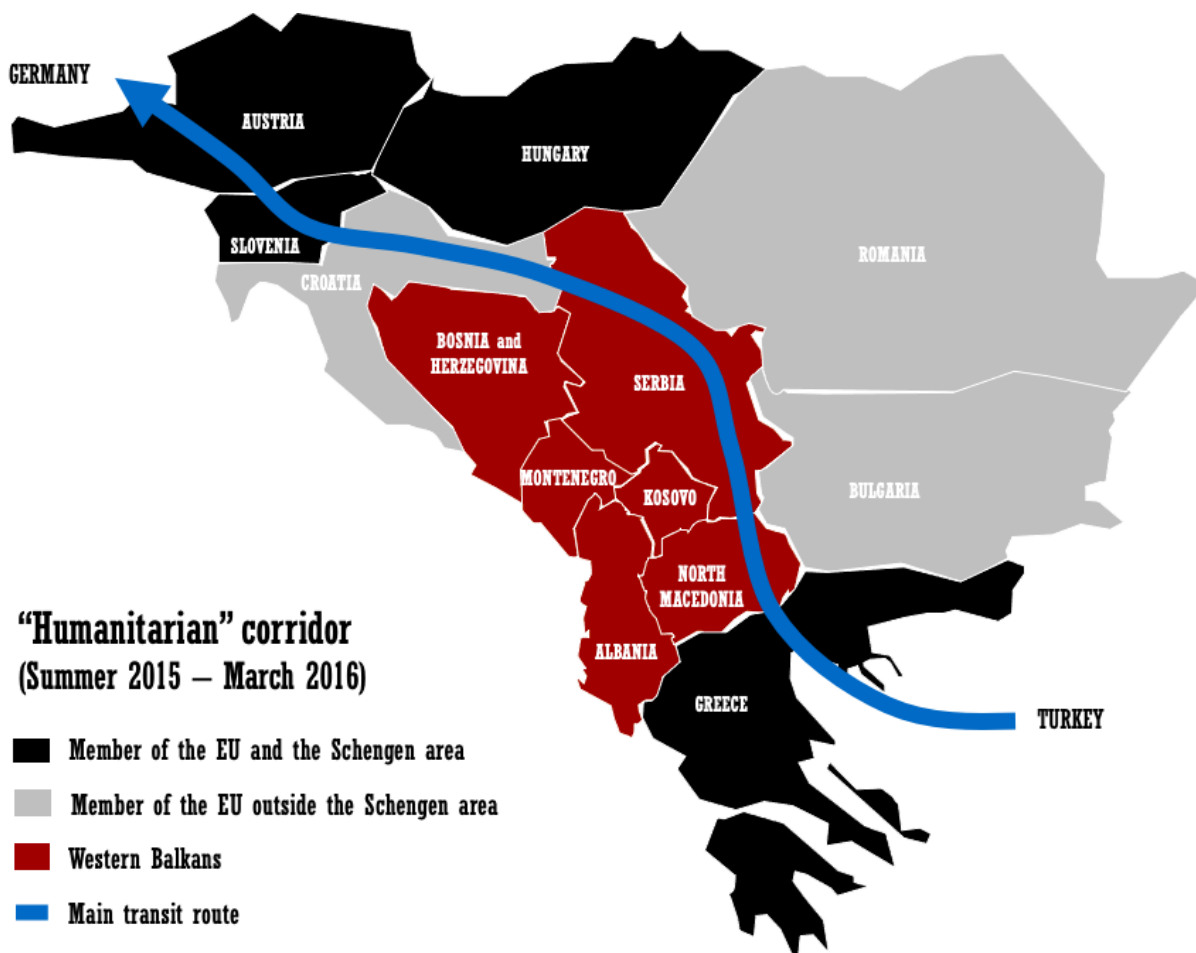 GERMANY
AUSTRIA
HUNGARY
SLOVENIA
CROATIA
ROMANIA
BOSNIA and
HERZEGOVINA
SERBIA
MONTENEGRO
KOSOVO
BULGARIA
NORTH
MACEDONIA
ALBANIA
GREECE
TURKEY
“Humanitarian” corridor
(Summer 2015 – March 2016)
Member of the EU and the Schengen area
Member of the EU outside the Schengen area
Western Balkans
Main transit route